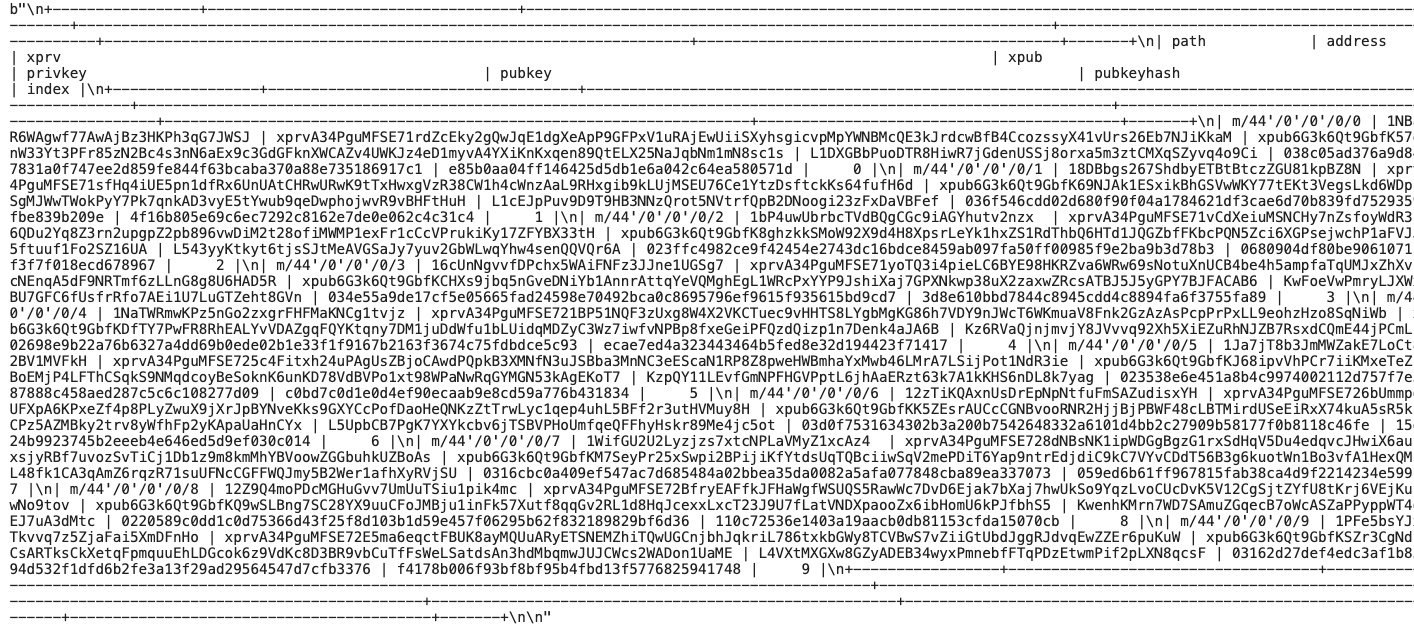 b"\n+------------------+---------------------------------------+----------------------------------------------------------------------------------------------------------------
--------+--------------------------------------------------------------------------------------------------------------------------+---------------------------------------------
-----------+--------------------------------------------------------------------------+----------------------------------------------+-------+\n| path             | address
| xprv                                                                                                                     | xpub
| privkey                                                  | pubkey                                                                  | pubkeyhash
| index |\n+-------------------+---------------------------------------+--------------------------------------------------------------------------------------------------------
---------------+--------------------------------------------------------------------------------------------------------------------------+--------------------------------------
-------------------+--------------------------------------------------------------------------+----------------------------------------------+--------+\n| m/44'/0'/0'/0/0 | 1NB
R6WAgwf77AwAjBz3HKPh3qG7JWSJ | xprvA34PguMFSE71rdZcEky2gQwJqE1dgXeApP9GFPxV1uRAjEwUiiSXyhsgicvpMpYWNBMcQE3kJrdcwBfB4CcozssyX41vUrs26Eb7NJiKkaM | xpub6G3k6Qt9GbfK57
nW33Yt3PFr85zN2Bc4s3nN6aEx9c3GdGFknXWCAZv4UWKJz4eD1myvA4YXiKnKxqen89QtELX25NaJqbNm1mN8sc1s | L1DXGBbPuoDTR8HiwR7jGdenUSSj8orxa5m3ztCMXqSZyvq4o9Ci | 038c05ad376a9d8
7831a0f747ee2d859fe844f63bcaba370a88e735186917c1 | e85b0aa04ff146425d5db1e6a042c64ea580571d |     0 |\n| m/44'/0'/0'/0/1 | 18DBbgs267ShdbyETBtBtczZGU81kpBZ8N | xpr
4PguMFSE71sfHq4iUE5pn1dfRx6UnUAtCHRwURwK9tTxHwxgVzR38CW1h4cWnzAaL9RHxgib9kLUjMSEU76Ce1YtzDsftckKs64fufH6d | xpub6G3k6Qt9GbfK69NJAk1ESxikBhGSVwWKY77tEKt3VegsLkd6WDp
SgMJWwTWokPyY7Pk7qnkAD3vyE5tYwub9qeDwphojwvR9vBHFtHuH | L1cEJpPuv9D9T9HB3NNzQrot5NVtrfQpB2DNoogi23zFxDaVBFef | 036f546cdd02d680f90f04a1784621df3cae6d70b839fd752935
fbe839b209e | 4f16b805e69c6ec7292c8162e7de0e062c4c31c4 |     1 |\n| m/44'/0'/0'/0/2 | 1bP4uwUbrbcTVdBQgCGc9iAGYhutv2nzx  | xprvA34PguMFSE71vCdXeiuMSNCHy7nZsfoyWdR3
6QDu2Yq8Z3rn2upgpZ2pb896vwDiM2t28ofiMWMP1exFr1cCcVPrukiKy17ZFYBX33tH | xpub6G3k6Qt9GbfK8ghzkkSMoW92X9d4H8XpsrLeYk1hxZS1RdThbQ6HTd1JQGZbfFKbcPQN5Zci6XGPsejwchP1aFVJ
5ftuuf1Fo2SZ16UA | L543yyKtkyt6tjsSJtMeAVGSaJy7yuv2GbWLwqYhw4senQQVQr6A | 023ffc4982ce9f42454e2743dc16bdce8459ab097fa50ff00985f9e2ba9b3d78b3 | 0680904df80be9061071
f3f7f018ecd678967 |     2 |\n| m/44'/0'/0'/0/3 | 16cUnNgvvfDPchx5WAiFNFz3JJne1UGSg7 | xprvA34PguMFSE71yoTQ3i4pieLC6BYE98HKRZva6WRw69sNotuXnUCB4be4h5ampfaTqUMJxZhXv
cNEnqA5dF9NRTmf6zLLnG8g8U6HAD5R | xpub6G3k6Qt9GbfKCHXs9jbq5nGveDNiYb1AnnrAttqYeVQMghEgL1WRcPxYYP9JshiXaj7GPXNkwp38uX2zaxwZRcsATBJ5J5yGPY7BJFACAB6 | KwFoeVwPmryLJXW
BU7GFC6fUsfrRfo7AEi1U7LuGTZeht8GVn | 034e55a9de17cf5e05665fad24598e70492bca0c8695796ef9615f935615bd9cd7 | 3d8e610bbd7844c8945cdd4c8894fa6f3755fa89 |     3 |\n| m/4
0'/0'/0/4 | 1NaTWRmwKPz5nGo2zxgrFHFMaKNCg1tvjz | xprvA34PguMFSE721BP51NQF3zUxg8W4X2VKCTuec9vHHTS8LYgbMgKG86h7VDY9nJWcT6WKmuaV8Fnk2GzAzAsPcpPrPxLL9eohzHzo8SqNiWb | 
b6G3k6Qt9GbfKDfTY7PwFR8RhEALYvVDAZgqFQYKtqny7DM1juDdWfu1bLUidqMDZyC3Wz7iwfvNPBp8fxeGeiPFQzdQizp1n7Denk4aJA6B | Kz6RVaQjnjmvjY8JVvvq92Xh5XiEZuRhNJZB7RsxdCQmE44jPCmL
02698e9b22a76b6327a4dd69b0ede02b1e33f1f9167b2163f3674c75fdbdce5c93 | ecae7ed4a323443464b5fed8e32d194423f71417 |     4 |\n| m/44'/0'/0'/0/5 | 1Ja7jT8b3JmMWZakE7LoCt
2BV1MVFkH | xprvA34PguMFSE725c4Fitxh24uPAgUsZBjoCAwdPQpkB3XMNfN3uJSBba3MnNC3eEScaN1RP8Z8pweHWBmhaYxMwb46LMrA7LSijPot1NdR3ie | xpub6G3k6Qt9GbfKJ68ipvVhPCr7iiKMxeTeZ
BoEMjP4LFThCSqkS9NMqdcoyBeSoknK6unKD78VdBVPo1xt98WPaNwRqGYMGN53kAgEKoT7 | KzpQY11LEvfGmNPFHGVPptL6jhAaERzt63k7A1kKHS6nDL8k7yag | 023538e6e451a8b4c9974002112d757f7e
87888c458aed287c5c6c108277d09 | c0bd7c0d1e0d4ef90ecaab9e8cd59a776b431834 |     5 |\n| m/44'/0'/0'/0/6 | 12zTiKQAxnUsDrEpNpNtfuFmSAZudisxYH | xprvA34PguMFSE726bUmmp
UFXpA6KPxeZf4p8PLyZwuX9jXrJpBYNveKks9GXYCcPofDaoHeQNKzZtTrwLyc1qep4uhL5BFf2r3utHVMuy8H | xpub6G3k6Qt9GbfKK5ZEsrAUCcCGNBvooRNR2HjjBjPBWF48cLBTMirdUSeEiRxX74kuA5sR5k
CPz5AZMBky2trv8yWfhFp2yKApaUaHnCYx | L5UpbCB7PgK7YXYkcbv6jTSBVPHoUmfqeQFFhyHskr89Me4jc5ot | 03d0f7531634302b3a200b7542648332a6101d4bb2c27909b58177f0b8118c46fe | 15
24b9923745b2eeeb4e646ed5d9ef030c014 |     6 |\n| m/44'/0'/0'/0/7 | 1WifGU2U2Lyzjzs7xtcNPLaVMyZ1xcAz4  | xprvA34PguMFSE728dNBsNK1ipWDGgBgzG1rxSdHqV5Du4edqvcJHwiX6au
xsjyRBf7uvozSvTiCj1Db1z9m8kmMhYBVoowZGGbuhkUZBoAs | xpub6G3k6Qt9GbfKM7SeyPr25xSwpi2BPijiKfYtdsUqTQBciiwSqV2mePDiT6Yap9ntrEdjdiC9kC7VYvCDdT56B3g6kuotWn1Bo3vfA1HexQM
L48fk1CA3qAmZ6rqzR71suUFNcCGFFWQJmy5B2Wer1afhXyRVjSU | 0316cbc0a409ef547ac7d685484a02bbea35da0082a5afa077848cba89ea337073 | 059ed6b61ff967815fab38ca4d9f2214234e599
7 |\n| m/44'/0'/0'/0/8 | 12Z9Q4moPDcMGHuGvv7UmUuTSiu1pik4mc | xprvA34PguMFSE72BfryEAFfkJFHaWgfWSUQS5RawWc7DvD6Ejak7bXaj7hwUkSo9YqzLvoCUcDvK5V12CgSjtZYfU8tKrj6VEjKu
wNo9tov | xpub6G3k6Qt9GbfKQ9wSLBng7SC28YX9uuCFoJMBju1inFk57Xutf8qqGv2RL1d8HqJcexxLxcT23J9U7fLatVNDXpaooZx6ibHomU6kPJfbhS5 | KwenhKMrn7WD7SAmuZGqecB7oWcASZaPPyppWT4
EJ7uA3dMtc | 0220589c0dd1c0d75366d43f25f8d103b1d59e457f06295b62f832189829bf6d36 | 110c72536e1403a19aacb0db81153cfda15070cb |     8 |\n| m/44'/0'/0'/0/9 | 1PFe5bsYJ
Tkvvq7z5ZjaFai5XmDFnHo | xprvA34PguMFSE72E5ma6eqctFBUK8ayMQUuARyETSNEMZhiTQwUGCnjbhJqkriL786txkbGWy8TCVBwS7vZiiGtUbdJggRJdvqEwZZEr6puKuW | xpub6G3k6Qt9GbfKSZr3CgNd
CsARTksCkXetqFpmquuEhLDGcok6z9VdKc8D3BR9vbCuTfFsWeLSatdsAn3hdMbqmwJUJCWcs2WADon1UaME | L4VXtMXGXw8GZyADEB34wyxPmnebfFTqPDzEtwmPif2pLXN8qcsF | 03162d27def4edc3af1b8
94d532f1dfd6b2fe3a13f29ad29564547d7cfb3376 | f4178b006f93bf8bf95b4fbd13f5776825941748 |     9 |\n+-------------------+---------------------------------------+-----------
------------------------------------------------------------------------------------------------------------+-------------------------------------------------------------------
----------------------------------------------------+----------------------------------------------------------+----------------------------------------------------------------
-------+---------------------------------------------+--------+\n\n"